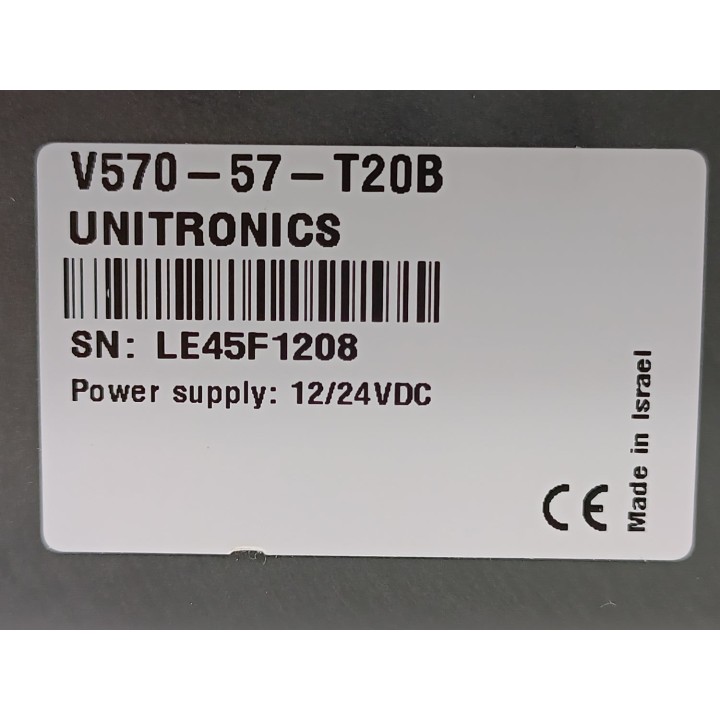 V570-57-T20B
UNITRONICS
SN: LE45F1208
Power supply: 12/24VDC
CE
Made in Israel